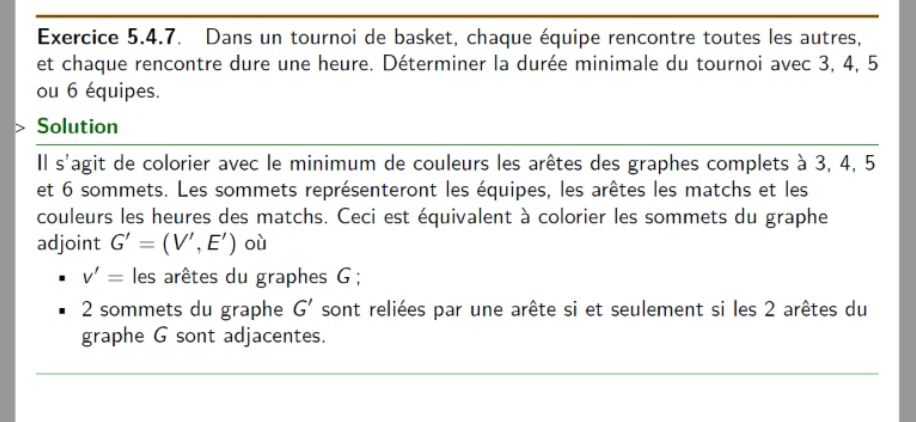 Exercice 5.4.7. Dans un tournoi de basket, chaque équipe rencontre toutes les autres,
et chaque rencontre dure une heure. Déterminer la durée minimale du tournoi avec 3, 4, 5
ou 6 équipes.
> Solution
Il s'agit de colorier avec le minimum de couleurs les arêtes des graphes complets à 3, 4, 5
et 6 sommets. Les sommets représenteront les équipes, les arêtes les matchs et les
couleurs les heures des matchs. Ceci est équivalent à colorier les sommets du graphe
adjoint G′ = (V′, E′) où
▪ v′ = les arêtes du graphes G ;
▪ 2 sommets du graphe G′ sont reliées par une arête si et seulement si les 2 arêtes du
graphe G sont adjacentes.